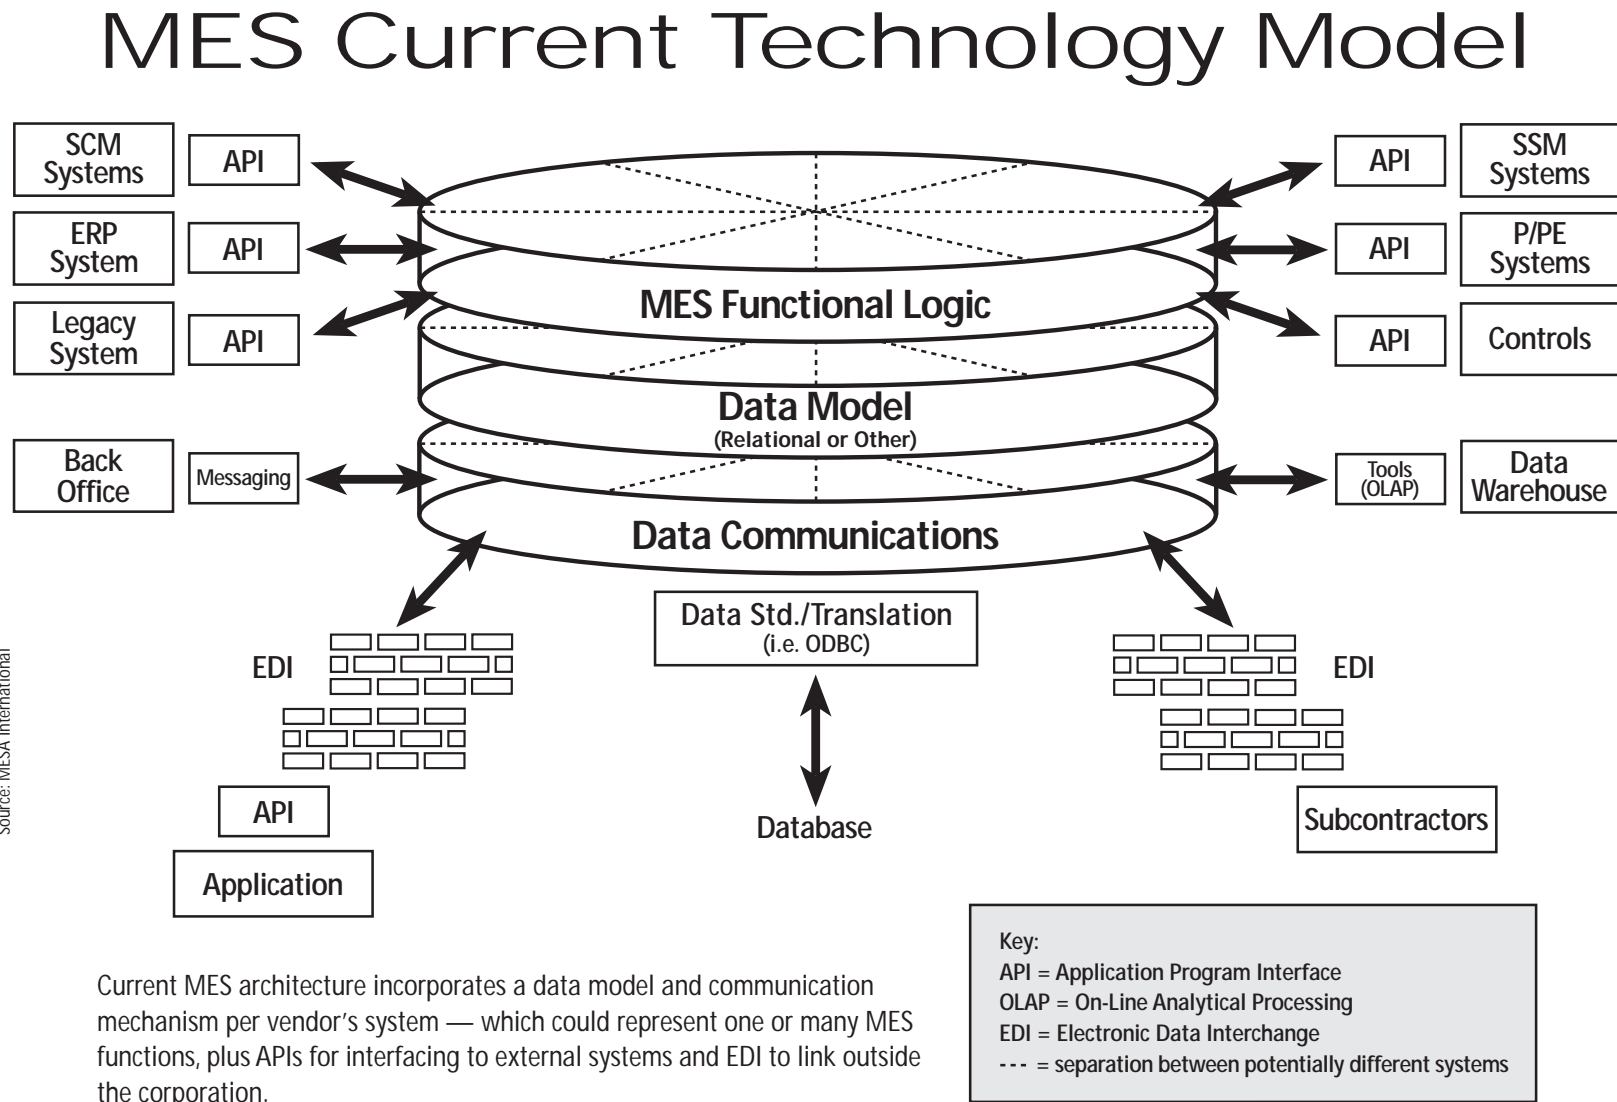 MES Current Technology Model
SCM
Systems
API
API
SSM
Systems
ERP
System
API
API
P/PE
Systems
MES Functional Logic
Legacy
System
API
API
Controls
Data Model
(Relational or Other)
Back
Office
Messaging
Tools
(OLAP)
Data
Warehouse
Data Communications
Data Std./Translation
(i.e. ODBC)
EDI
EDI
Source: MESA International
API
Database
Subcontractors
Application
Current MES architecture incorporates a data model and communication
mechanism per vendor's system — which could represent one or many MES
functions, plus APIs for interfacing to external systems and EDI to link outside
the corporation.
Key:
API = Application Program Interface
OLAP = On-Line Analytical Processing
EDI = Electronic Data Interchange
--- = separation between potentially different systems